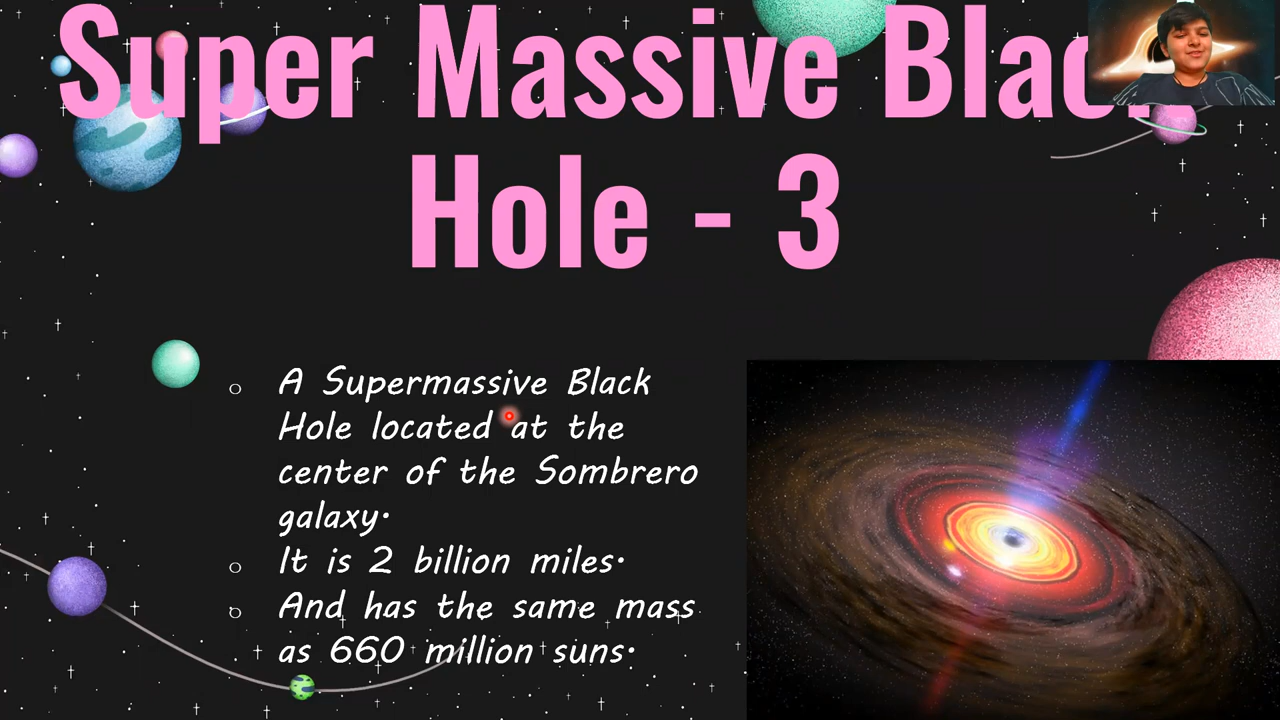 Super Massive Black
Hole - 3
A Supermassive Black
Hole located at the
center of the Sombrero
galaxy.
It is 2 billion miles.
And has the same mass
as 660 million suns.